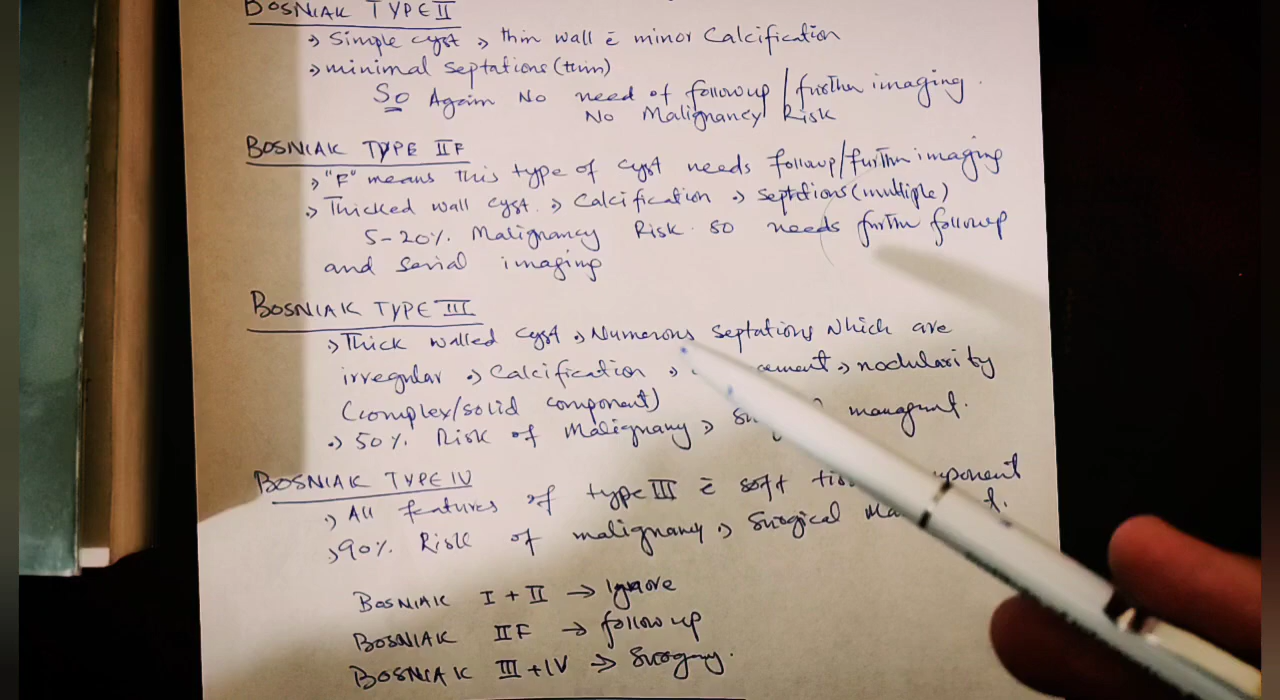 BOSNIAK TYPE II
→ Simple cyst → thin wall c̄ minor Calcification
→ minimal septations (thin)
So Again No need of followup / further imaging.
No Malignancy Risk
BOSNIAK TYPE IIF
→ "F" means this type of cyst needs followup/further imaging
→ Thicked wall cyst → Calcification → septations (multiple)
5-20% Malignancy Risk so needs further followup
and serial imaging
BOSNIAK TYPE III
→ Thick walled cyst → Numerous septations which are
irregular → Calcification → nodularity
(complex/solid component)
→ 50% Risk of Malignancy →
BOSNIAK TYPE IV
→ All features of type III c̄ soft
→ 90% Risk of malignancy → Surgical
BOSNIAK I + II → Ignore
BOSNIAK IIF → follow up
BOSNIAK III + IV → Surgery.